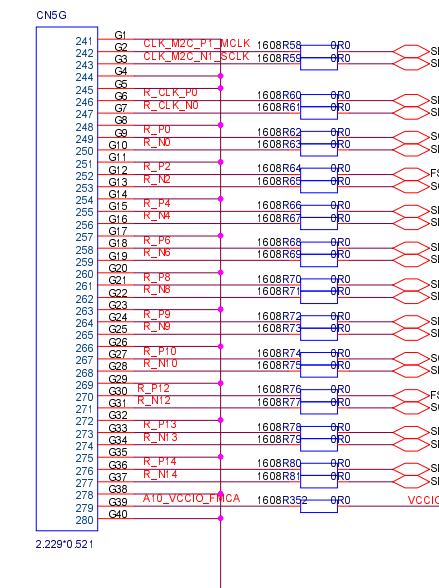 CN5G
241 G1
242 G2 CLK_M2C_P1_MCLK 1608R58 0R0
243 G3 CLK_M2C_N1_SCLK 1608R59 0R0
244 G4
245 G5
246 G6 R_CLK_P0 1608R60 0R0
247 G7 R_CLK_N0 1608R61 0R0
248 G8
249 G9 R_P0 1608R62 0R0
250 G10 R_N0 1608R63 0R0
251 G11
252 G12 R_P2 1608R64 0R0
253 G13 R_N2 1608R65 0R0
254 G14
255 G15 R_P4 1608R66 0R0
256 G16 R_N4 1608R67 0R0
257 G17
258 G18 R_P6 1608R68 0R0
259 G19 R_N6 1608R69 0R0
260 G20
261 G21 R_P8 1608R70 0R0
262 G22 R_N8 1608R71 0R0
263 G23
264 G24 R_P9 1608R72 0R0
265 G25 R_N9 1608R73 0R0
266 G26
267 G27 R_P10 1608R74 0R0
268 G28 R_N10 1608R75 0R0
269 G29
270 G30 R_P12 1608R76 0R0
271 G31 R_N12 1608R77 0R0
272 G32
273 G33 R_P13 1608R78 0R0
274 G34 R_N13 1608R79 0R0
275 G35
276 G36 R_P14 1608R80 0R0
277 G37 R_N14 1608R81 0R0
278 G38
279 G39 A10_VCCIO_FMCA 1608R352 0R0 VCCIO
280 G40
2.229*0.521